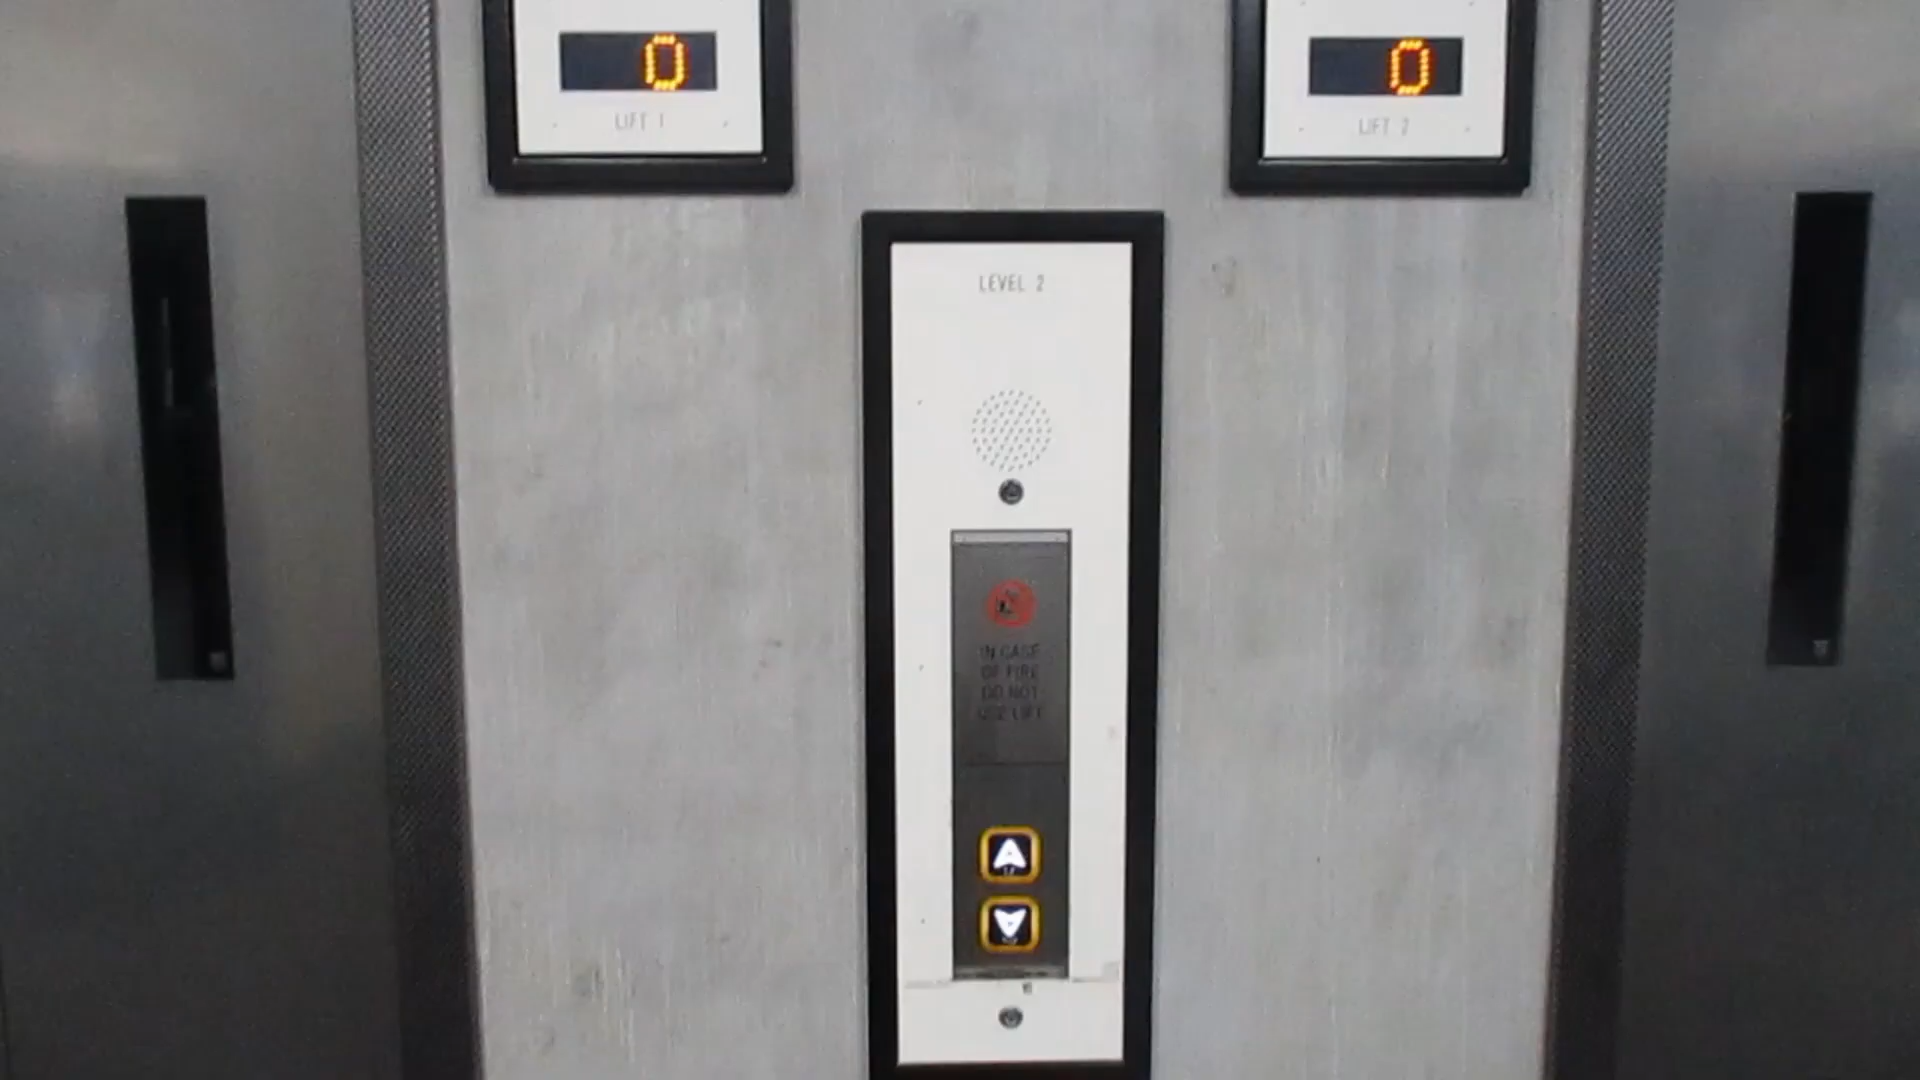 0
0
LIFT 1
LIFT 2
LEVEL 2
IN CASE
OF FIRE
DO NOT
USE LIFT